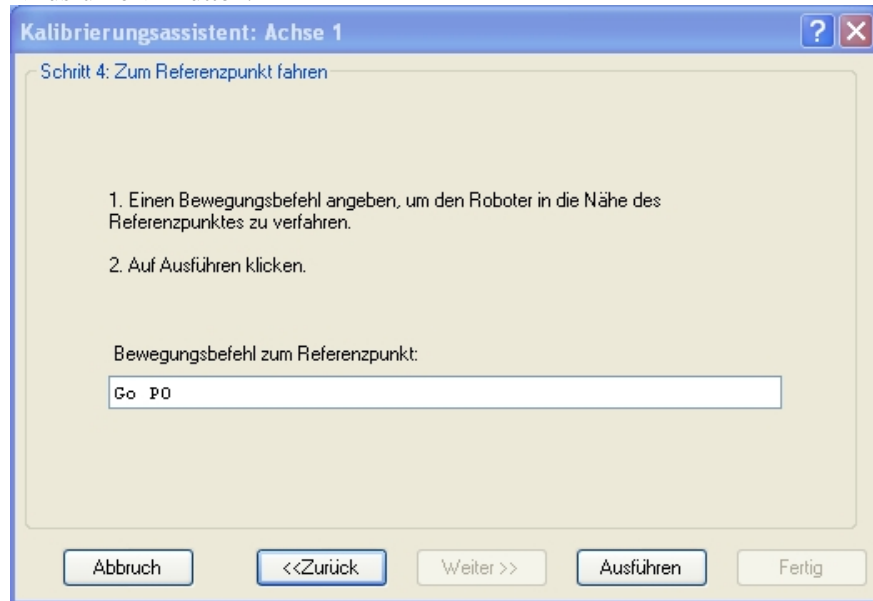 Kalibrierungsassistent: Achse 1
Schritt 4: Zum Referenzpunkt fahren
1. Einen Bewegungsbefehl angeben, um den Roboter in die Nähe des
Referenzpunktes zu verfahren.
2. Auf Ausführen klicken.
Bewegungsbefehl zum Referenzpunkt:
Go P0
Abbruch <<Zurück Weiter >> Ausführen Fertig